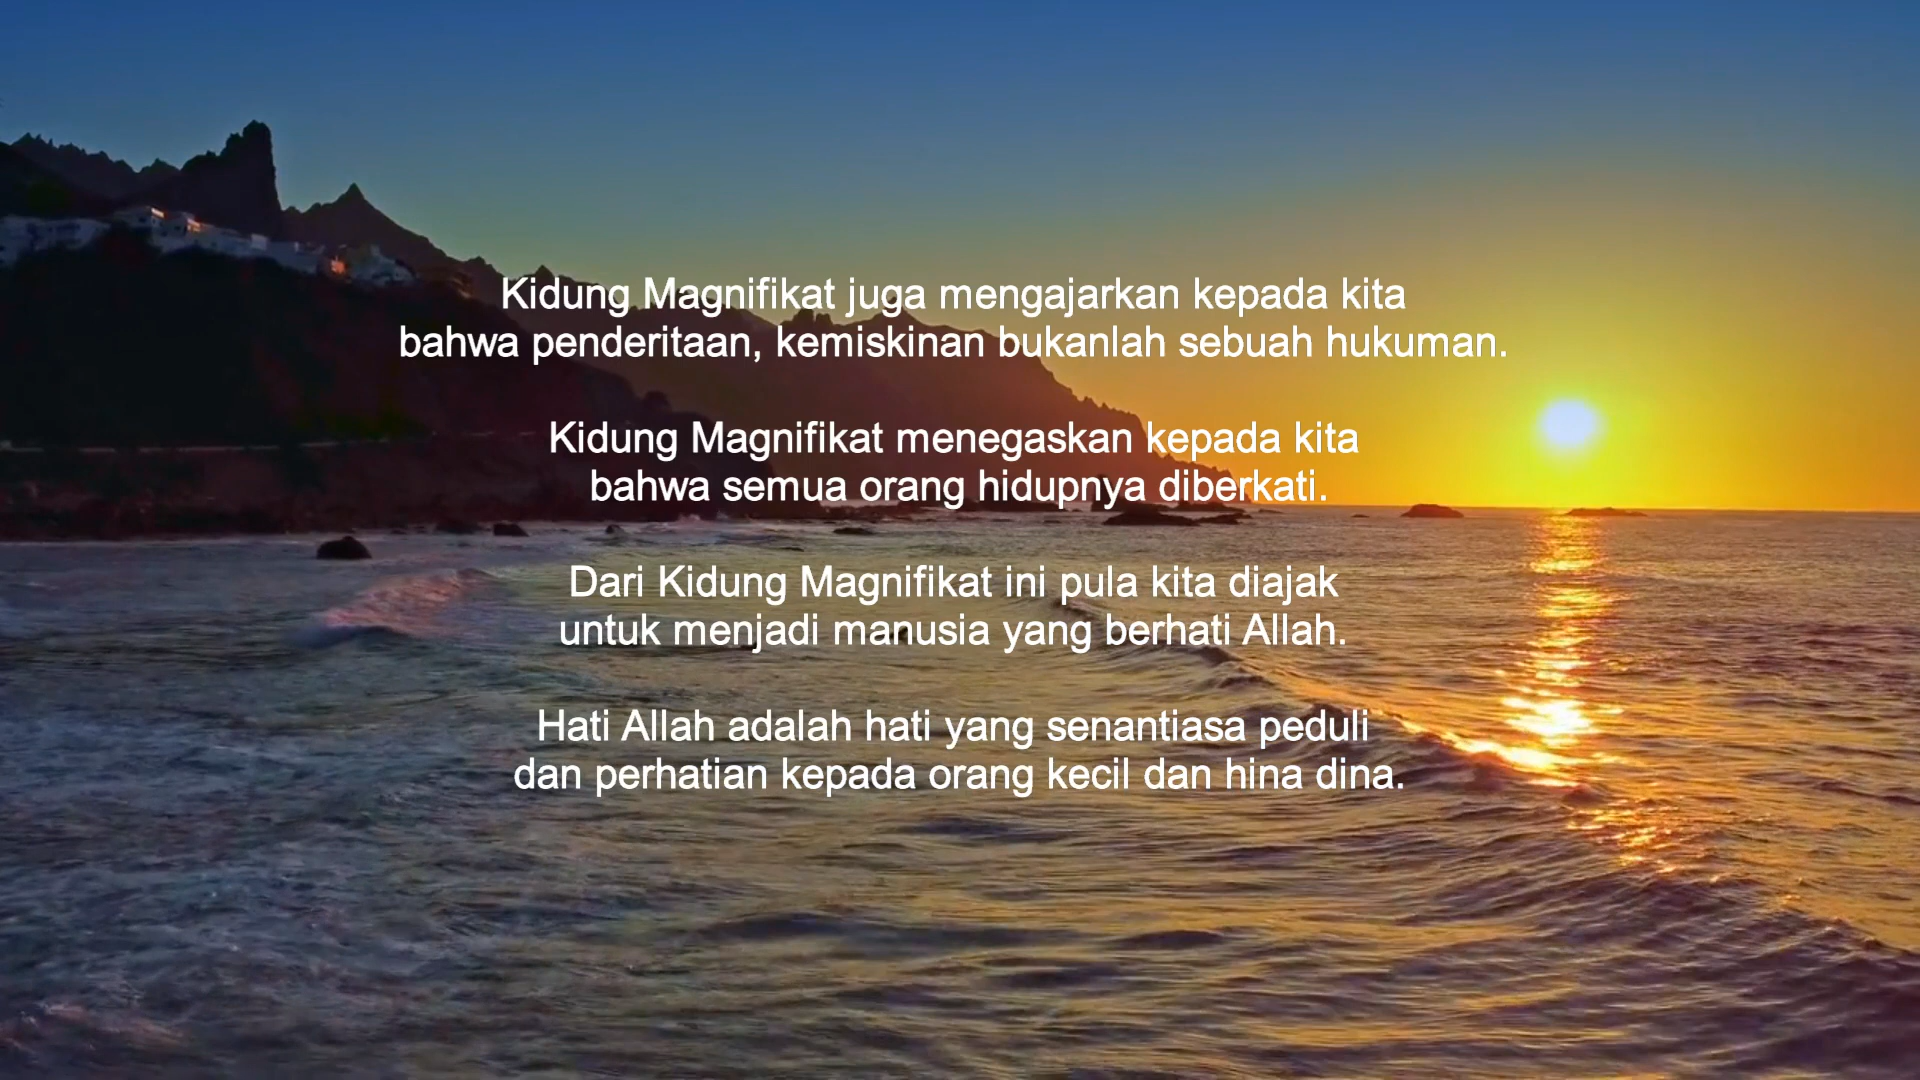 Kidung Magnifikat juga mengajarkan kepada kita
bahwa penderitaan, kemiskinan bukanlah sebuah hukuman.
Kidung Magnifikat menegaskan kepada kita
bahwa semua orang hidupnya diberkati.
Dari Kidung Magnifikat ini pula kita diajak
untuk menjadi manusia yang berhati Allah.
Hati Allah adalah hati yang senantiasa peduli
dan perhatian kepada orang kecil dan hina dina.